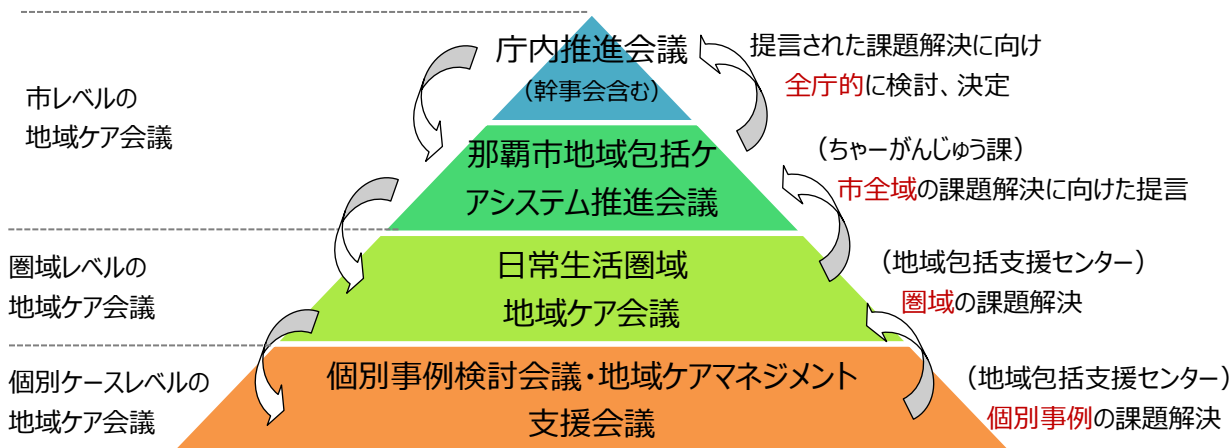 市レベルの
地域ケア会議
庁内推進会議
（幹事会含む）
提言された課題解決に向け
全庁的に検討、決定
那覇市地域包括ケ
アシステム推進会議
（ちゃーがんじゅう課）
市全域の課題解決に向けた提言
圏域レベルの
地域ケア会議
日常生活圏域
地域ケア会議
（地域包括支援センター）
圏域の課題解決
個別ケースレベルの
地域ケア会議
個別事例検討会議・地域ケアマネジメント
支援会議
（地域包括支援センター）
個別事例の課題解決